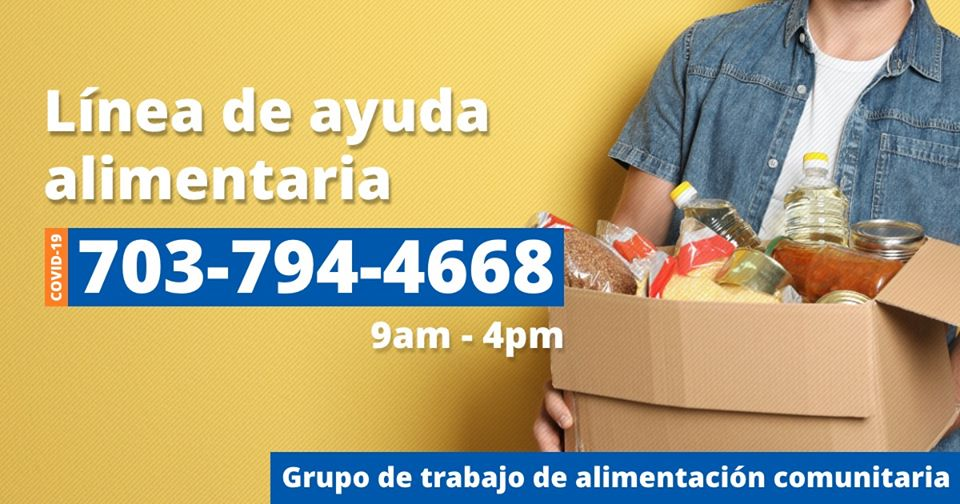 Línea de ayuda
alimentaria
COVID-19
703-794-4668
9am - 4pm
Grupo de trabajo de alimentación comunitaria